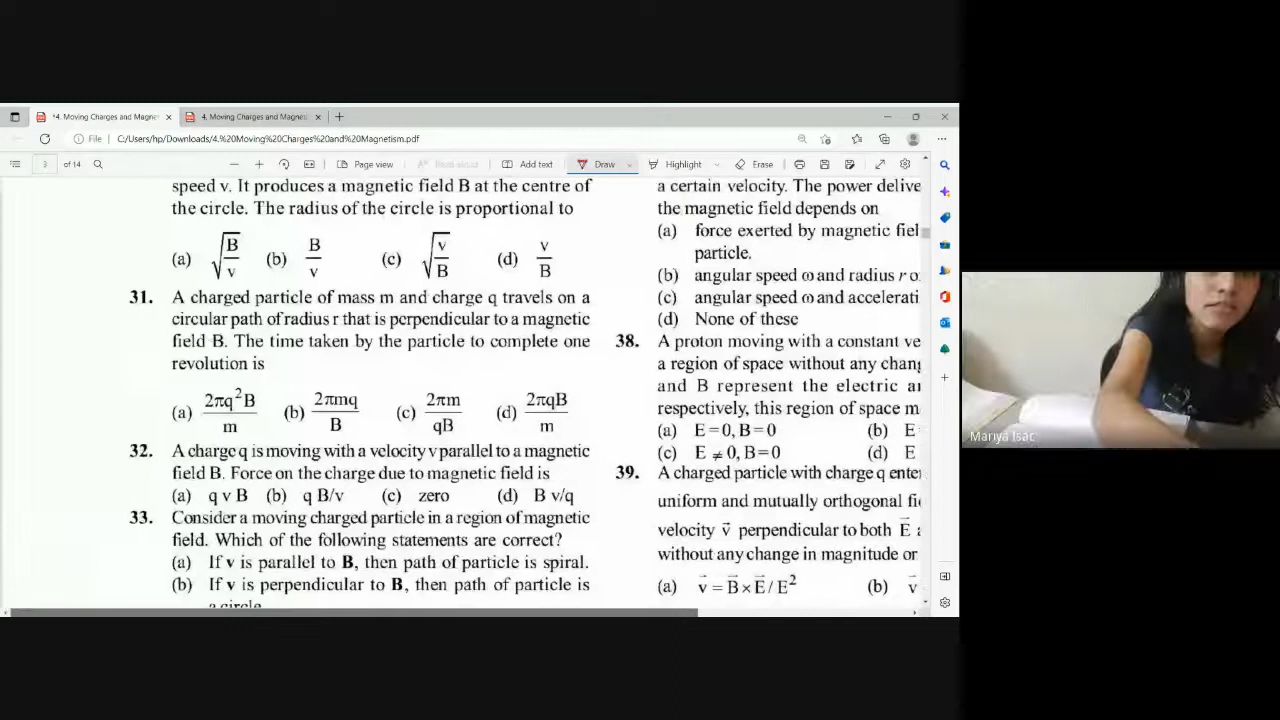 *4. Moving Charges and Magne
4. Moving Charges and Magneti
File
C:/Users/hp/Downloads/4.%20Moving%20Charges%20and%20Magnetism.pdf
3 of 14
Page view
Read aloud
Add text
Draw
Highlight
Erase
speed v. It produces a magnetic field B at the centre of
the circle. The radius of the circle is proportional to
(a) √(B/v) (b) B/v (c) √(v/B) (d) v/B
31. A charged particle of mass m and charge q travels on a
circular path of radius r that is perpendicular to a magnetic
field B. The time taken by the particle to complete one
revolution is
(a) 2πq²B/m (b) 2πmq/B (c) 2πm/qB (d) 2πqB/m
32. A charge q is moving with a velocity v parallel to a magnetic
field B. Force on the charge due to magnetic field is
(a) q v B (b) q B/v (c) zero (d) B v/q
33. Consider a moving charged particle in a region of magnetic
field. Which of the following statements are correct?
(a) If v is parallel to B, then path of particle is spiral.
(b) If v is perpendicular to B, then path of particle is
a circle
a certain velocity. The power delive
the magnetic field depends on
(a) force exerted by magnetic fiel
particle.
(b) angular speed ω and radius r o
(c) angular speed ω and accelerati
(d) None of these
38. A proton moving with a constant ve
a region of space without any chang
and B represent the electric a
respectively, this region of space m
(a) E = 0, B = 0 (b) E
(c) E ≠ 0, B = 0 (d) E
39. A charged particle with charge q ente
uniform and mutually orthogonal fi
velocity v⃗ perpendicular to both E⃗
without any change in magnitude or
(a) v⃗ = B⃗ × E⃗ / E² (b) v⃗
Mariya Isac